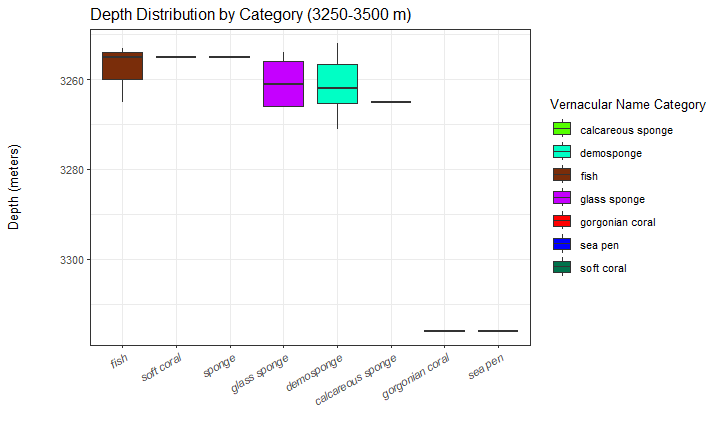 Depth Distribution by Category (3250-3500 m)
Depth (meters)
3260
3280
3300
fish
soft coral
sponge
glass sponge
demosponge
calcareous sponge
gorgonian coral
sea pen
Vernacular Name Category
calcareous sponge
demosponge
fish
glass sponge
gorgonian coral
sea pen
soft coral